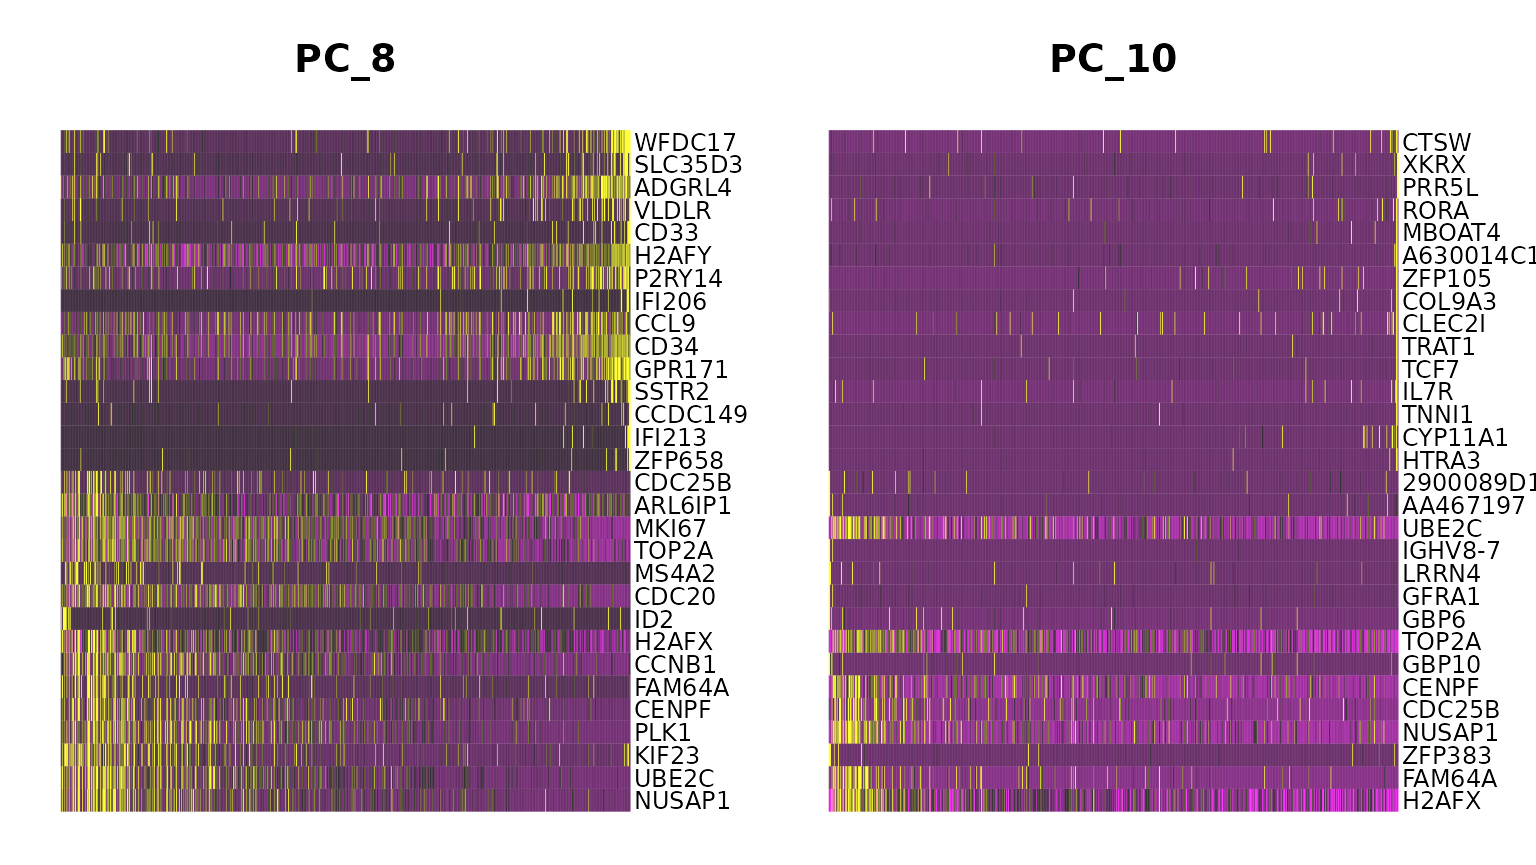 PC_8
WFDC17
SLC35D3
ADGRL4
VLDLR
CD33
H2AFY
P2RY14
IFI206
CCL9
CD34
GPR171
SSTR2
CCDC149
IFI213
ZFP658
CDC25B
ARL6IP1
MKI67
TOP2A
MS4A2
CDC20
ID2
H2AFX
CCNB1
FAM64A
CENPF
PLK1
KIF23
UBE2C
NUSAP1
PC_10
CTSW
XKRX
PRR5L
RORA
MBOAT4
A630014C1
ZFP105
COL9A3
CLEC2I
TRAT1
TCF7
IL7R
TNNI1
CYP11A1
HTRA3
2900089D1
AA467197
UBE2C
IGHV8-7
LRRN4
GFRA1
GBP6
TOP2A
GBP10
CENPF
CDC25B
NUSAP1
ZFP383
FAM64A
H2AFX